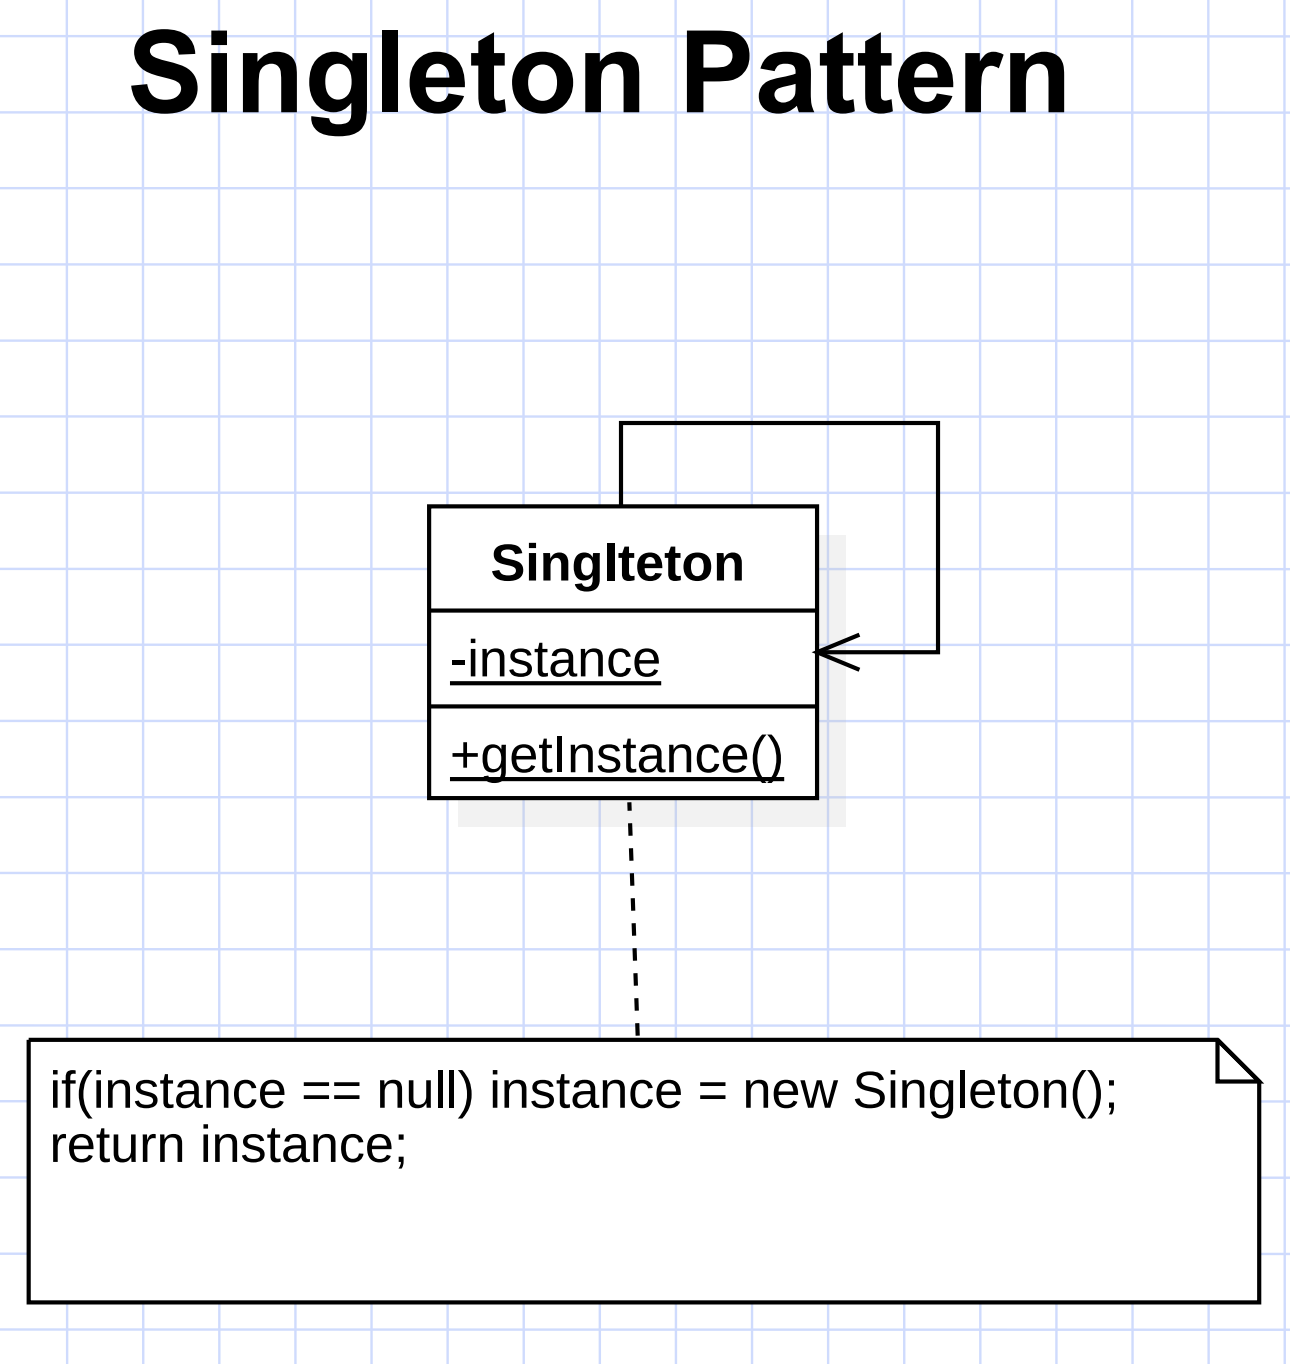 Singleton Pattern
Singlteton
-instance
+getInstance()
if(instance == null) instance = new Singleton();
return instance;